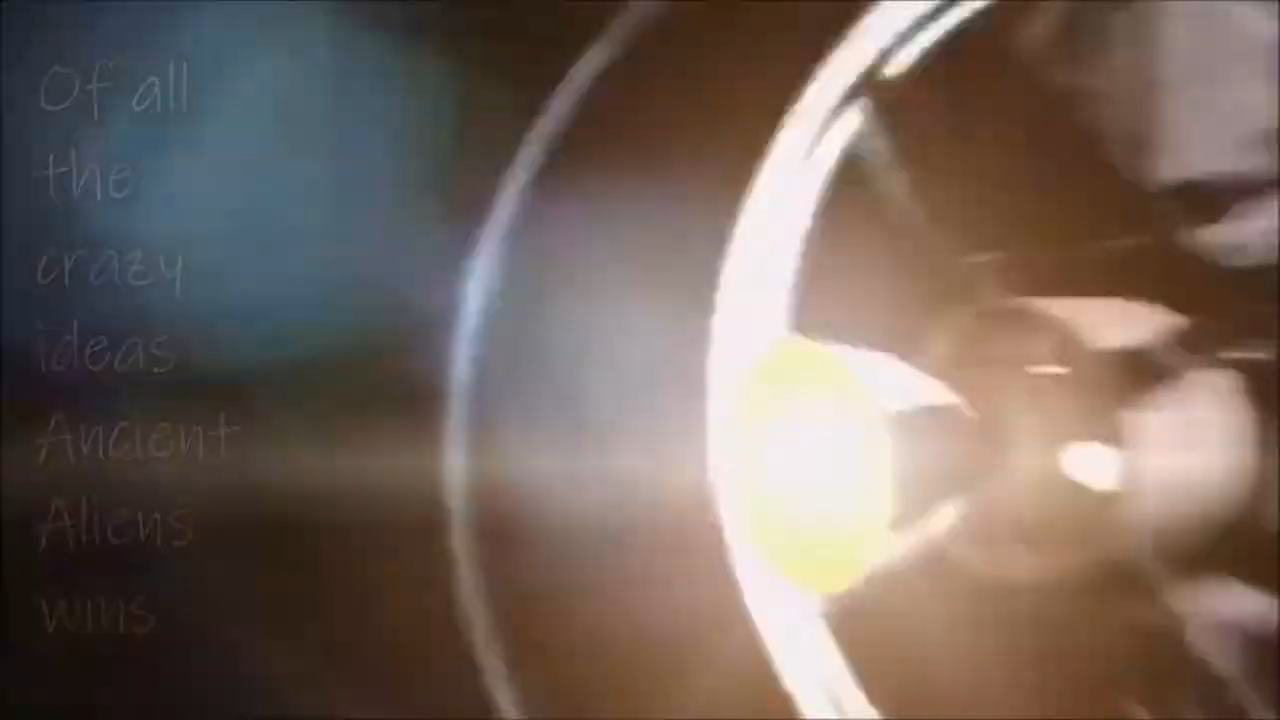 Of all
the
crazy
ideas
Ancient
Aliens
wins